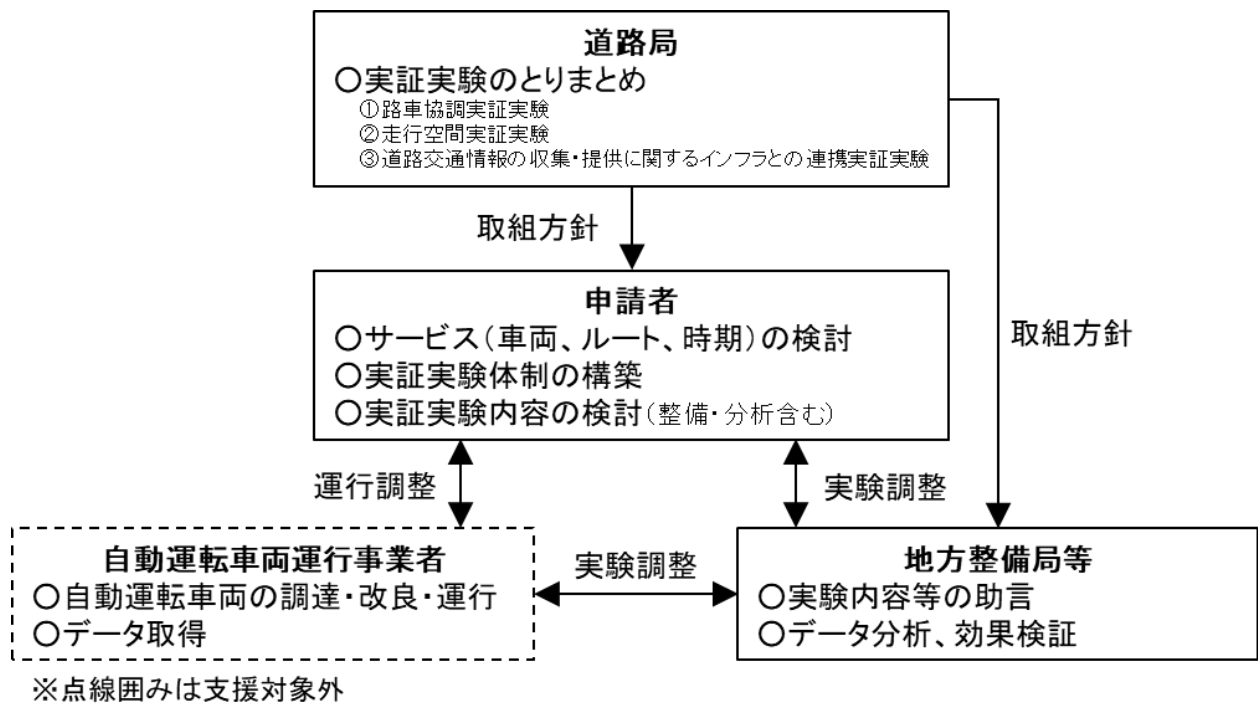 道路局
〇実証実験のとりまとめ
①路車協調実証実験
②走行空間実証実験
③道路交通情報の収集・提供に関するインフラとの連携実証実験
取組方針
申請者
〇サービス（車両、ルート、時期）の検討
〇実証実験体制の構築
〇実証実験内容の検討（整備・分析含む）
取組方針
運行調整
実験調整
自動運転車両運行事業者
〇自動運転車両の調達・改良・運行
〇データ取得
実験調整
地方整備局等
〇実験内容等の助言
〇データ分析、効果検証
※点線囲みは支援対象外